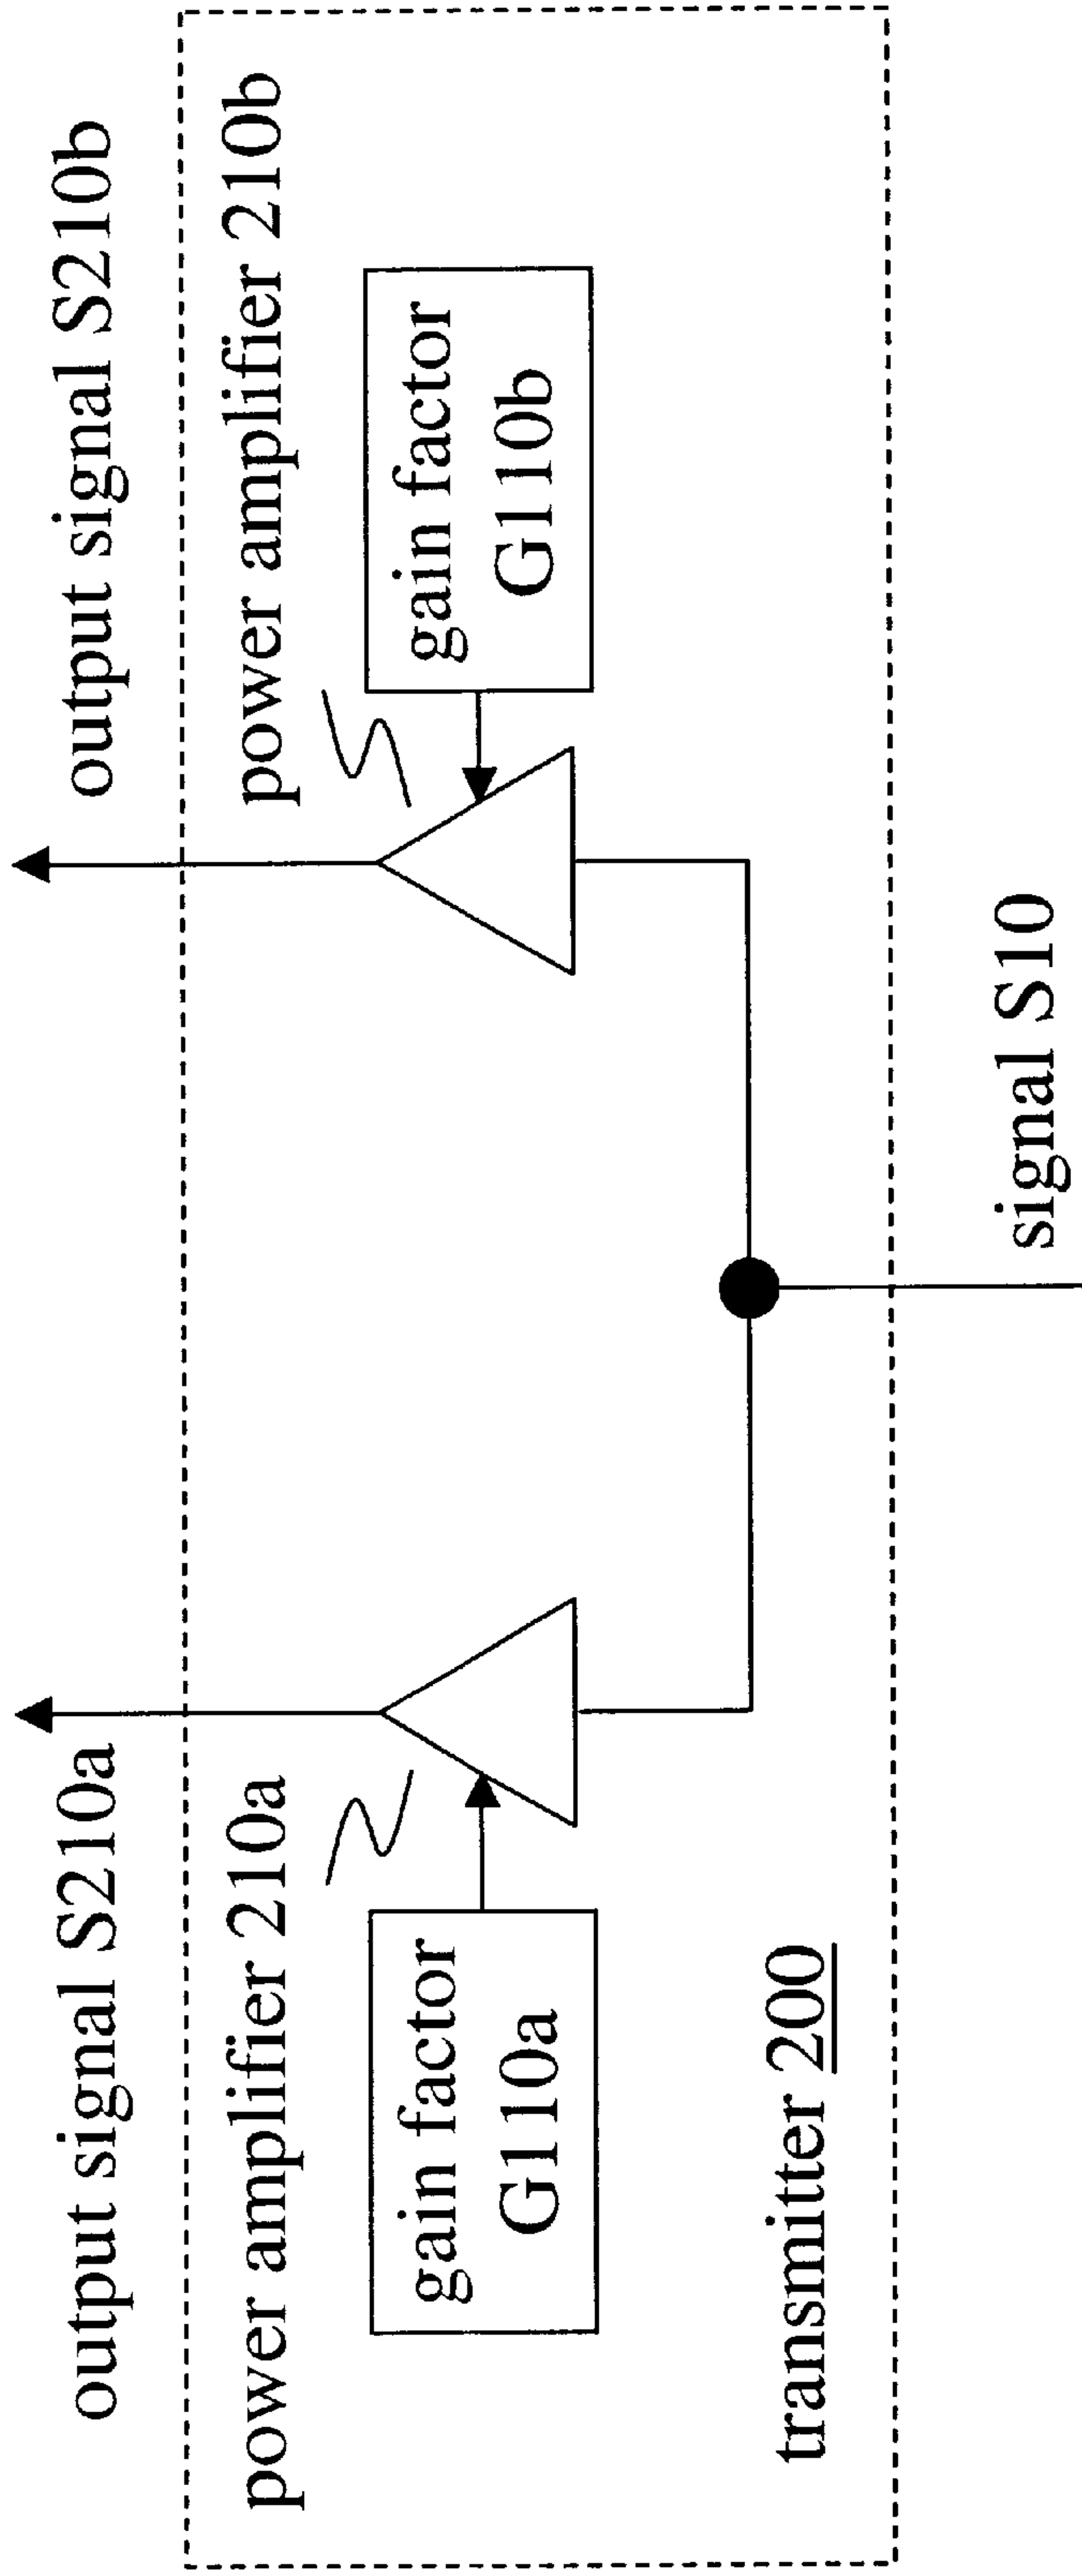 output signal S210a
output signal S210b
power amplifier 210a
power amplifier 210b
gain factor
G110a
gain factor
G110b
transmitter 200
signal S10